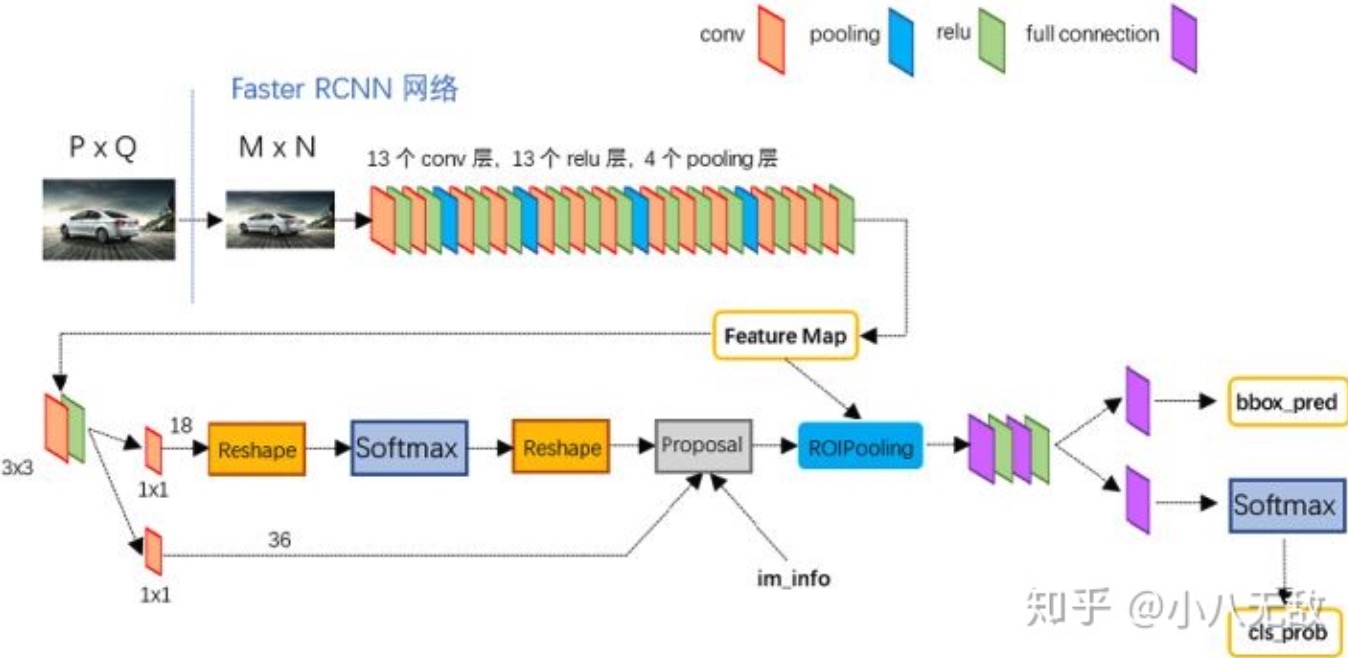 conv
pooling
relu
full connection
Faster RCNN 网络
P x Q
M x N
13 个 conv 层, 13 个 relu 层, 4 个 pooling 层
Feature Map
3x3
18
1x1
Reshape
Softmax
Reshape
Proposal
ROIPooling
bbox_pred
Softmax
36
1x1
im_info
cls_prob
知乎 @小八无敌